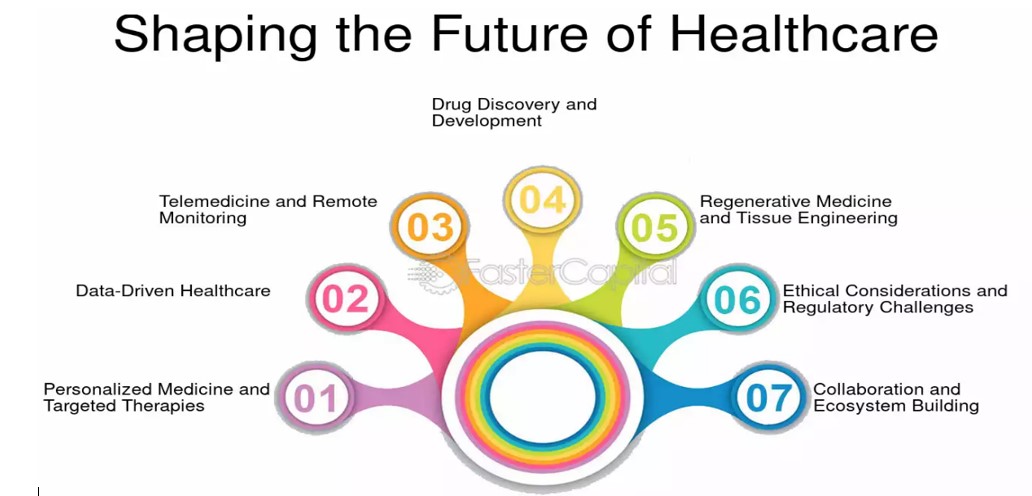 Shaping the Future of Healthcare
Drug Discovery and
Development
04
Telemedicine and Remote
Monitoring
03
05
Regenerative Medicine
and Tissue Engineering
FasterCapital
Data-Driven Healthcare
02
06
Ethical Considerations and
Regulatory Challenges
Personalized Medicine and
Targeted Therapies
01
07
Collaboration and
Ecosystem Building